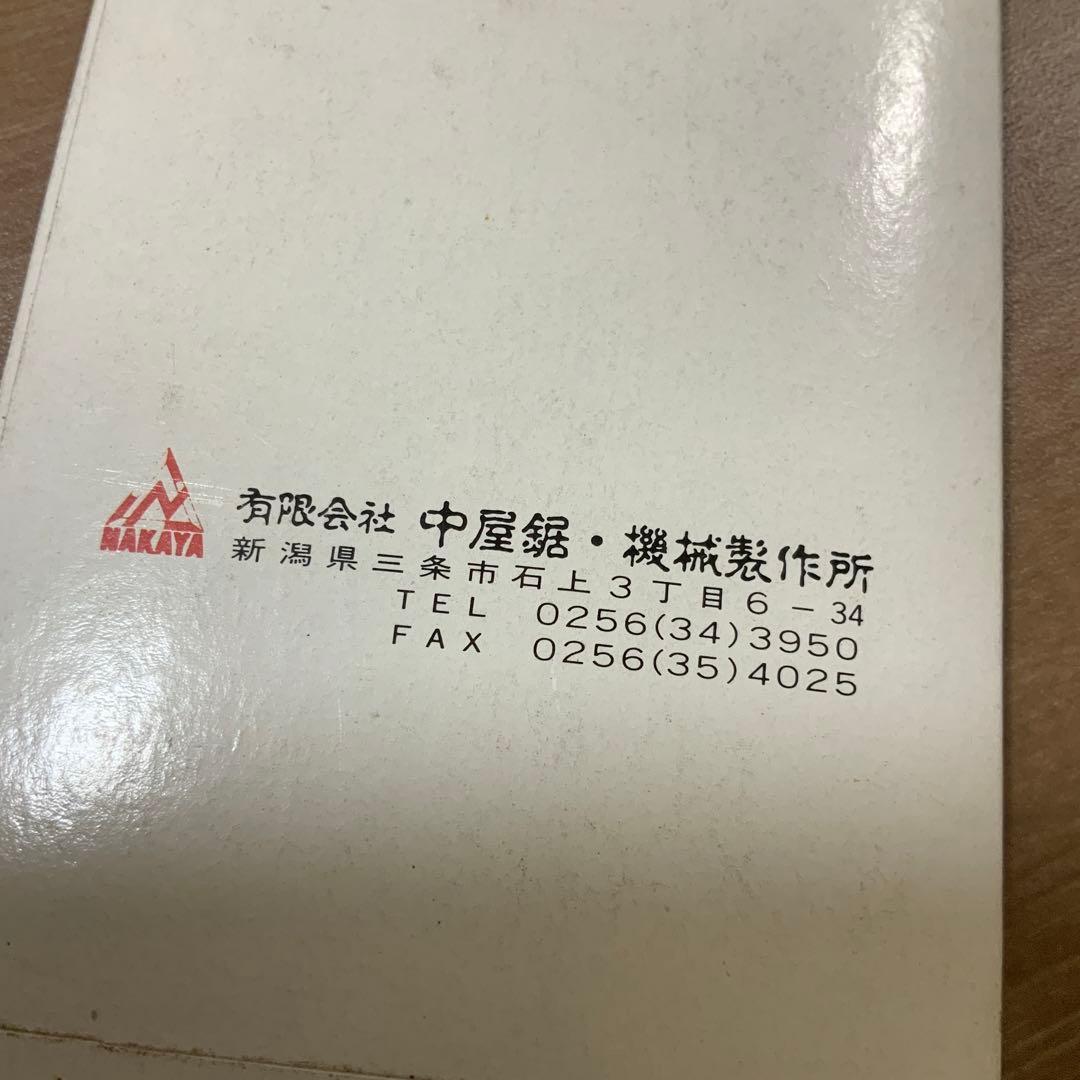 NAKAYA
有限会社 中屋鋸・機械製作所
新潟県三条市石上3丁目6-34
TEL 0256(34)3950
FAX 0256(35)4025